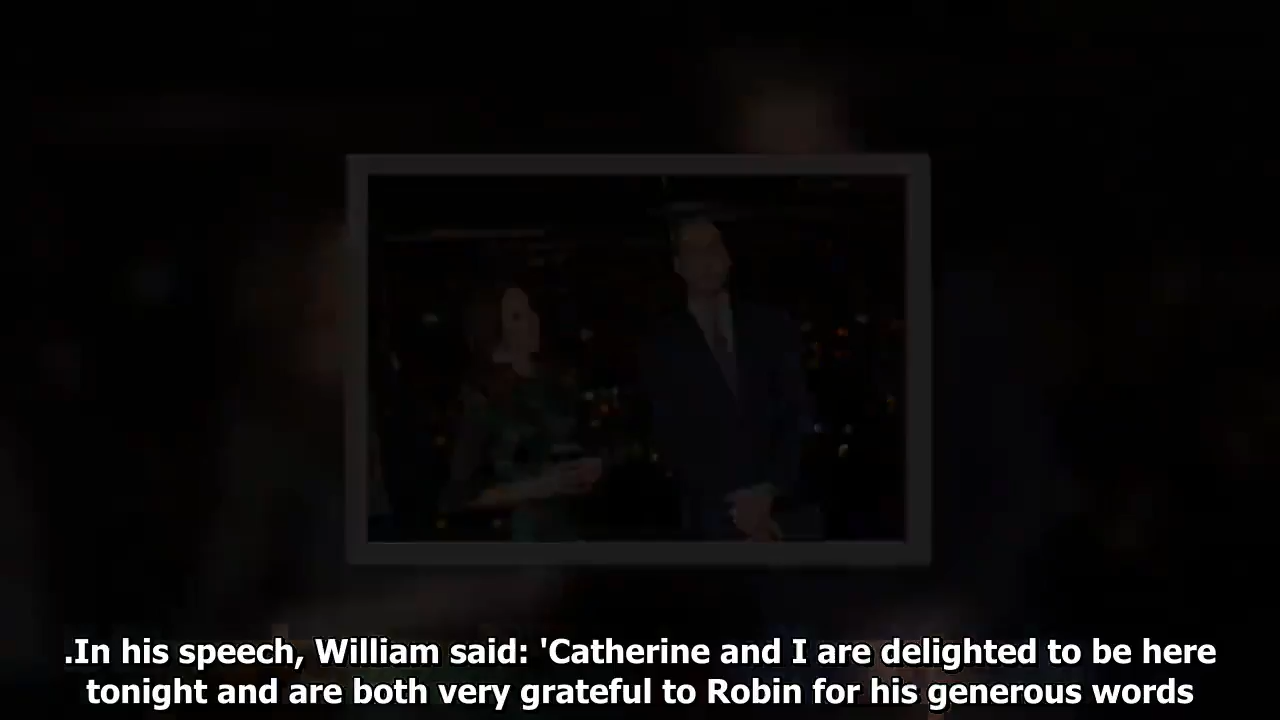 .In his speech, William said: 'Catherine and I are delighted to be here
tonight and are both very grateful to Robin for his generous words